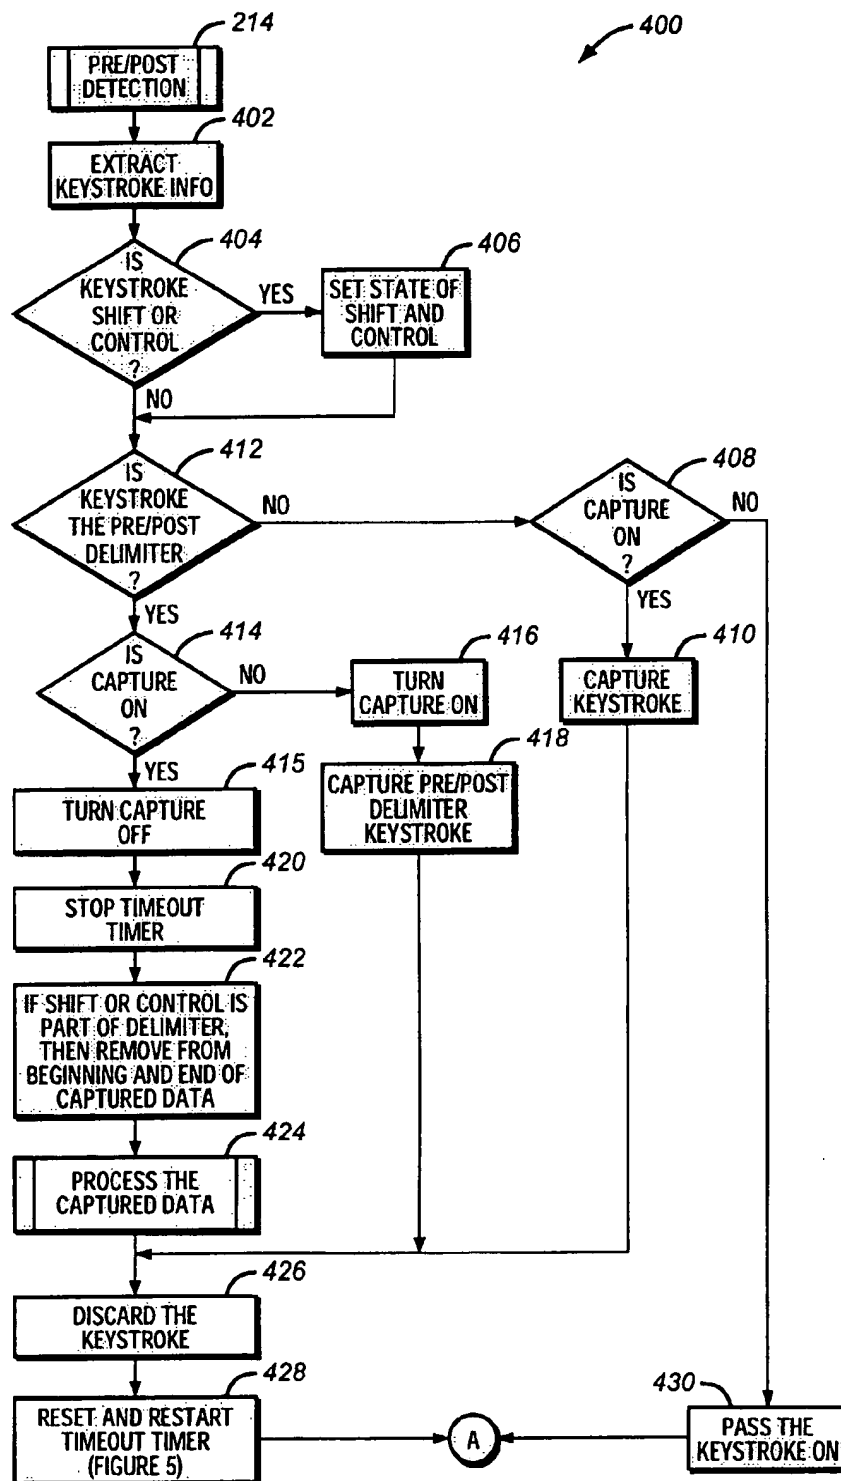 214
400
PRE/POST
DETECTION
402
EXTRACT
KEYSTROKE INFO
404
406
IS
KEYSTROKE
SHIFT OR
CONTROL
?
YES
SET STATE OF
SHIFT AND
CONTROL
NO
412
408
IS
KEYSTROKE
THE PRE/POST
DELIMITER
?
NO
IS
CAPTURE
ON
?
NO
YES
YES
414
416
410
IS
CAPTURE
ON
?
NO
TURN
CAPTURE ON
CAPTURE
KEYSTROKE
YES
415
418
TURN CAPTURE
OFF
CAPTURE PRE/POST
DELIMITER
KEYSTROKE
420
STOP TIMEOUT
TIMER
422
IF SHIFT OR CONTROL IS
PART OF DELIMITER,
THEN REMOVE FROM
BEGINNING AND END OF
CAPTURED DATA
424
PROCESS THE
CAPTURED DATA
426
DISCARD THE
KEYSTROKE
428
430
RESET AND RESTART
TIMEOUT TIMER
(FIGURE 5)
A
PASS THE
KEYSTROKE ON